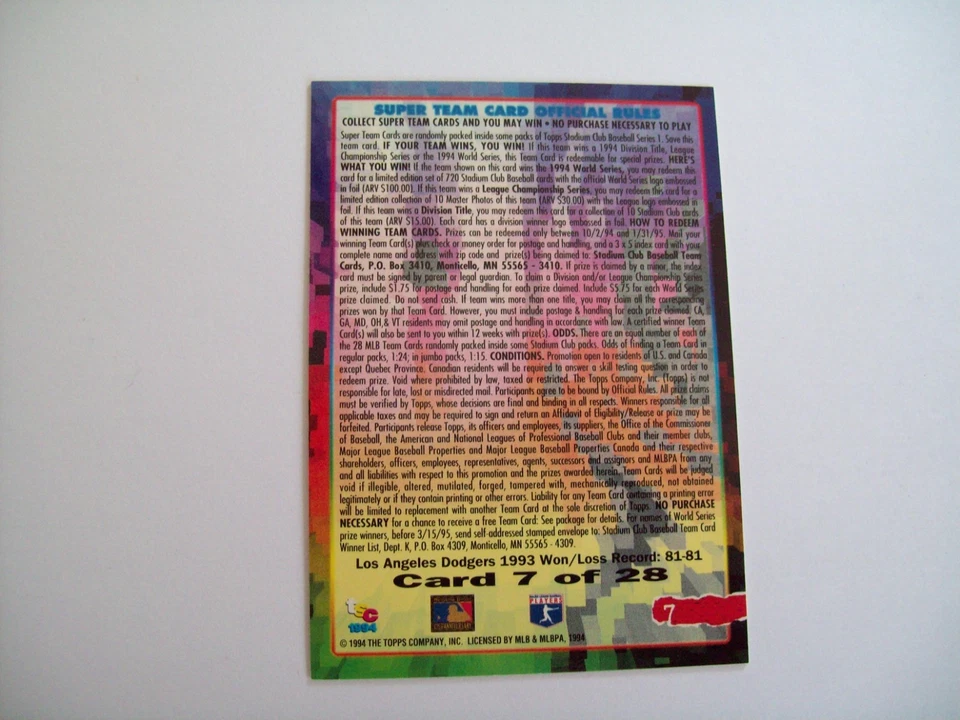 SUPER TEAM CARD OFFICIAL RULES
COLLECT SUPER TEAM CARDS AND YOU MAY WIN • NO PURCHASE NECESSARY TO PLAY
Super Team Cards are randomly packed inside some packs of Topps Stadium Club Baseball Series 1. Save this
team card. IF YOUR TEAM WINS, YOU WIN! If this team wins a 1994 Division Title, League
Championship Series or the 1994 World Series, this Team Card is redeemable for special prizes. HERE'S
WHAT YOU WIN! If the team shown on this card wins the 1994 World Series, you may redeem this
card for a limited edition set of 720 Stadium Club Baseball cards with the official World Series logo embossed
in foil (ARV $100.00). If this team wins a League Championship Series, you may redeem this card for a
limited edition collection of 10 Master Photos of this team (ARV $30.00) with the League logo embossed in
foil. If this team wins a Division Title, you may redeem this card for a collection of 10 Stadium Club cards
of this team (ARV $15.00). Each card has a division winner logo embossed in foil. HOW TO REDEEM
WINNING TEAM CARDS. Prizes can be redeemed only between 10/2/94 and 1/31/95. Mail your
winning Team Card(s) plus check or money order for postage and handling, and a 3 x 5 index card with your
complete name and address with zip code and prize(s) being claimed to: Stadium Club Baseball Team
Cards, P.O. Box 3410, Monticello, MN 55565 - 3410. If prize is claimed by a minor, the index
card must be signed by parent or legal guardian. To claim a Division and/or League Championship Series
prize, include $1.75 for postage and handling for each prize claimed. Include $5.75 for each World Series
prize claimed. Do not send cash. If team wins more than one title, you may claim all the corresponding
prizes won by that Team Card. However, you must include postage & handling for each prize claimed. CA,
GA, MD, OH,& VT residents may omit postage and handling in accordance with law. A certified winner Team
Card(s) will also be sent to you within 12 weeks with prize(s). ODDS. There are an equal number of each of
the 28 MLB Team Cards randomly packed inside some Stadium Club packs. Odds of finding a Team Card in
regular packs, 1:24; in jumbo packs, 1:15. CONDITIONS. Promotion open to residents of U.S. and Canada
except Quebec Province. Canadian residents will be required to answer a skill testing question in order to
redeem prize. Void where prohibited by law, taxed or restricted. The Topps Company, Inc. (Topps) is not
responsible for late, lost or misdirected mail. Participants agree to be bound by Official Rules. All prize claims
must be verified by Topps, whose decisions are final and binding in all respects. Winners responsible for all
applicable taxes and may be required to sign and return an Affidavit of Eligibility/Release or prize may be
forfeited. Participants release Topps, its officers and employees, its suppliers, the Office of the Commissioner
of Baseball, the American and National Leagues of Professional Baseball Clubs and their member clubs,
Major League Baseball Properties and Major League Baseball Properties Canada and their respective
shareholders, officers, employees, representatives, agents, successors and assignors and MLBPA from any
and all liabilities with respect to this promotion and the prizes awarded herein. Team Cards will be judged
void if illegible, altered, mutilated, forged, tampered with, mechanically reproduced, not obtained
legitimately or if they contain printing or other errors. Liability for any Team Card containing a printing error
will be limited to replacement with another Team Card at the sole discretion of Topps. NO PURCHASE
NECESSARY for a chance to receive a free Team Card: See package for details. For names of World Series
prize winners, before 3/15/95, send self-addressed stamped envelope to: Stadium Club Baseball Team Card
Winner List, Dept. K, P.O. Box 4309, Monticello, MN 55565 - 4309.
Los Angeles Dodgers 1993 Won/Loss Record: 81-81
Card 7 of 28
7
tsc
1994
PLAYERS
© 1994 THE TOPPS COMPANY, INC. LICENSED BY MLB & MLBPA, 1994